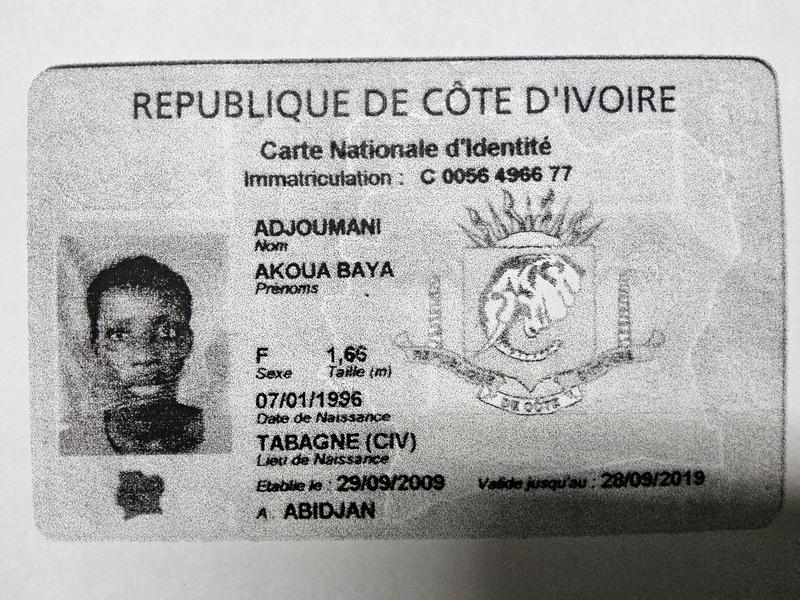 REPUBLIQUE DE CÔTE D'IVOIRE
Carte Nationale d'Identité
Immatriculation : C 0056 4966 77
ADJOUMANI
Nom
AKOUA BAYA
Prénoms
F 1,66
Sexe Taille (m)
07/01/1996
Date de Naissance
TABAGNE (CIV)
Lieu de Naissance
Etablie le : 29/09/2009 Valide jusqu'au : 28/09/2019
A ABIDJAN
DE CÔTE